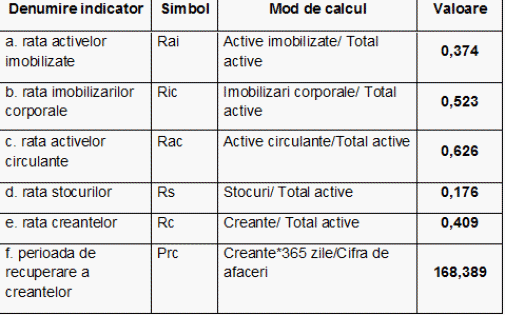 Denumire indicator Simbol Mod de calcul Valoare
a. rata activelor imobilizate Rai Active imobilizate/ Total active 0,374
b. rata imobilizarilor corporale Ric Imobilizari corporale/ Total active 0,523
c. rata activelor circulante Rac Active circulante/Total active 0,626
d. rata stocurilor Rs Stocuri/ Total active 0,176
e. rata creantelor Rc Creante/ Total active 0,409
f. perioada de recuperare a creantelor Prc Creante*365 zile/Cifra de afaceri 168,389